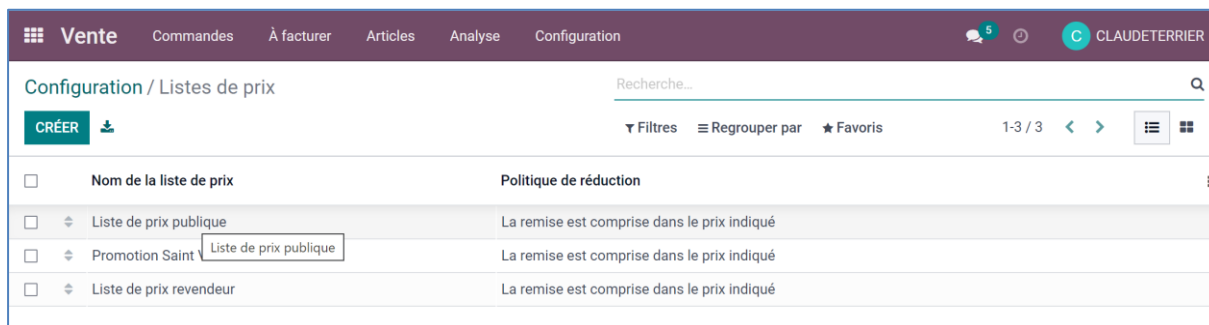 Vente Commandes À facturer Articles Analyse Configuration 5 C CLAUDETERRIER
Configuration / Listes de prix Recherche...
CRÉER Filtres Regrouper par Favoris 1-3 / 3
Nom de la liste de prix Politique de réduction
Liste de prix publique La remise est comprise dans le prix indiqué
Liste de prix publique
Promotion Saint La remise est comprise dans le prix indiqué
Liste de prix revendeur La remise est comprise dans le prix indiqué